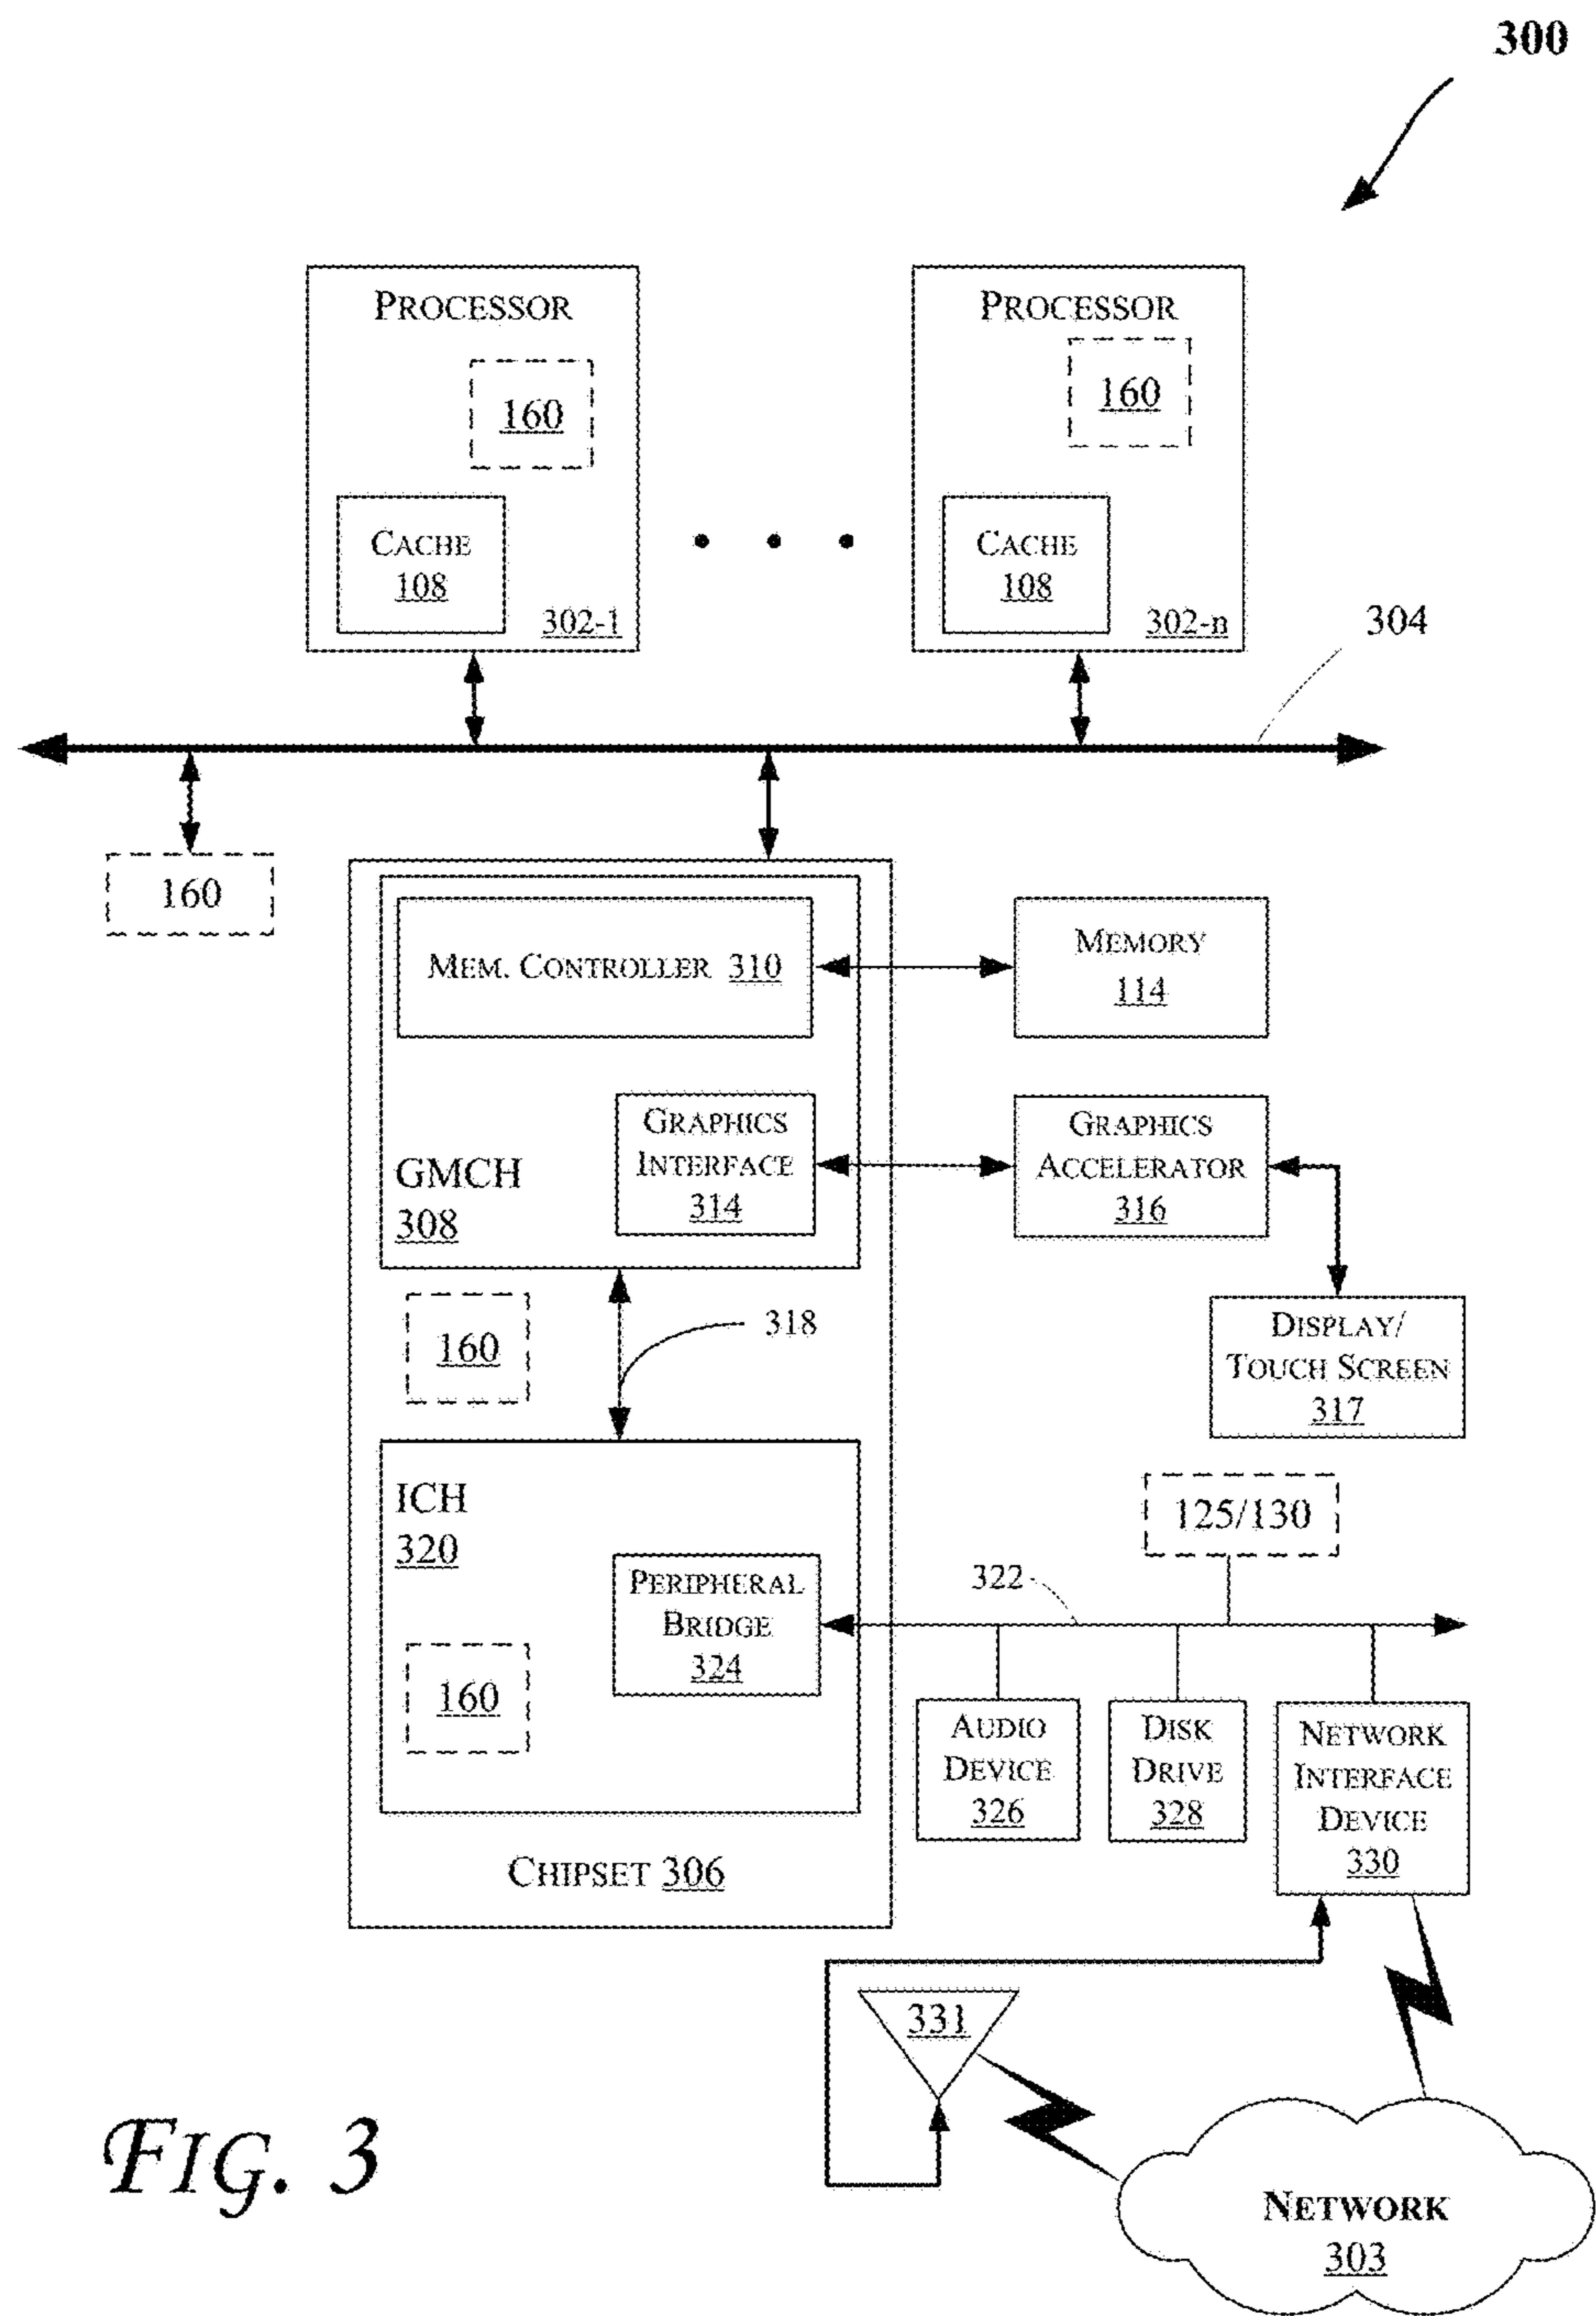 300
PROCESSOR
160
CACHE
108
302-1
PROCESSOR
160
CACHE
108
302-n
304
160
MEM. CONTROLLER 310
MEMORY
114
GRAPHICS
INTERFACE
314
GMCH
308
GRAPHICS
ACCELERATOR
316
160
318
DISPLAY/
TOUCH SCREEN
317
ICH
320
125/130
322
PERIPHERAL
BRIDGE
324
160
AUDIO
DEVICE
326
DISK
DRIVE
328
NETWORK
INTERFACE
DEVICE
330
CHIPSET 306
331
FIG. 3
NETWORK
303